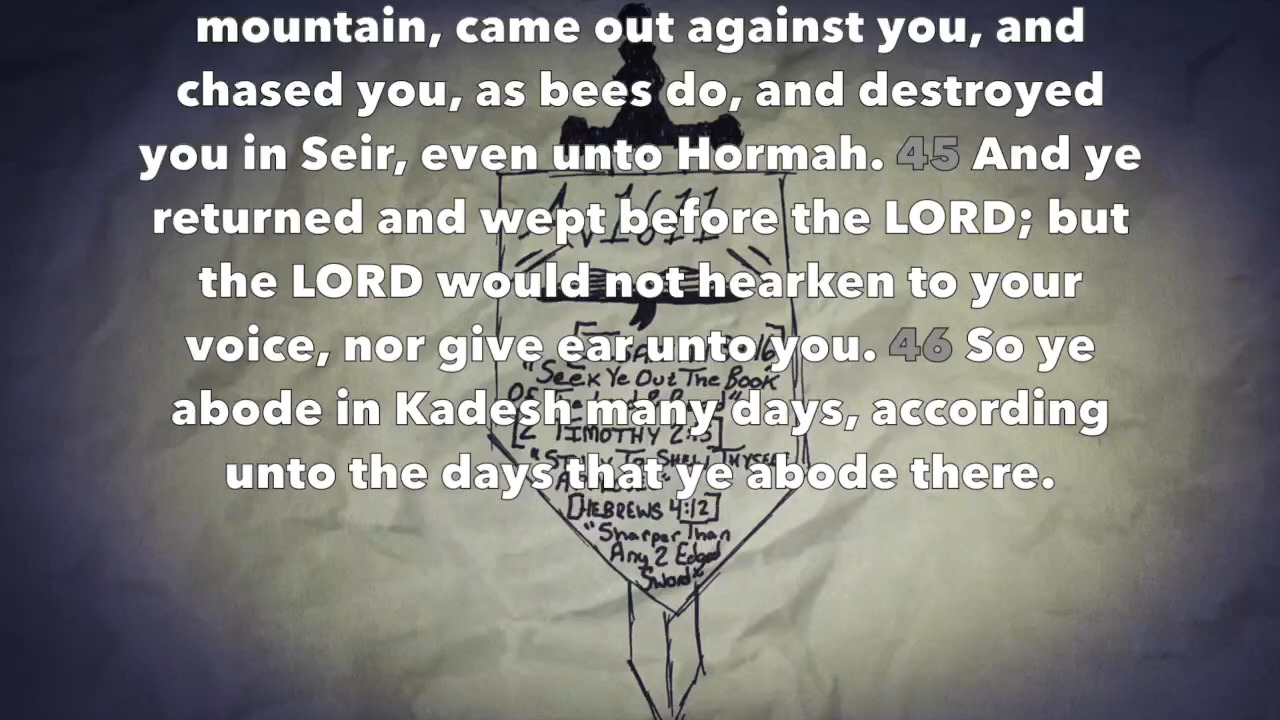 mountain, came out against you, and
chased you, as bees do, and destroyed
you in Seir, even unto Hormah. 45 And ye
returned and wept before the LORD; but
the LORD would not hearken to your
voice, nor give ear unto you. 46 So ye
abode in Kadesh many days, according
unto the days that ye abode there.
Av1611
"Seek Ye Out The Book
[2 TIMOTHY
[HEBREWS 4:12]
"Sharper Than
Any 2 Edged
Sword"